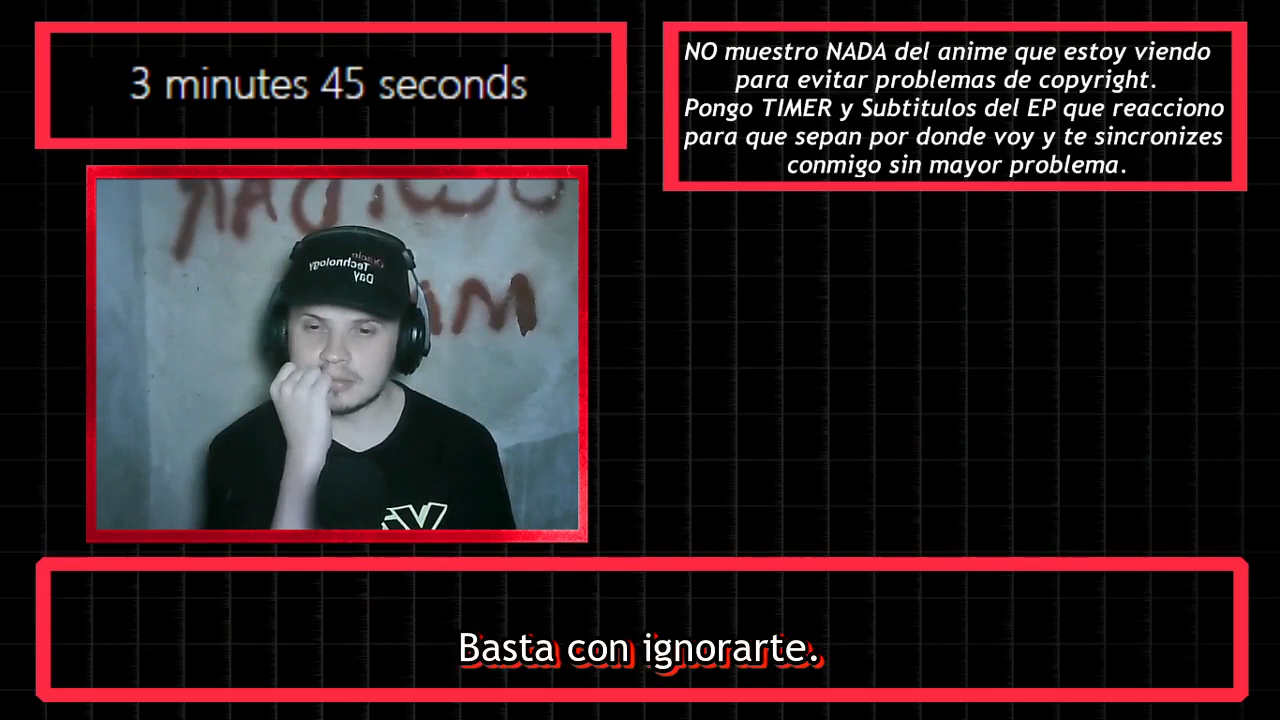 3 minutes 45 seconds
NO muestro NADA del anime que estoy viendo
para evitar problemas de copyright.
Pongo TIMER y Subtitulos del EP que reacciono
para que sepan por donde voy y te sincronizes
conmigo sin mayor problema.
Oracle
Technology
Day
Basta con ignorarte.